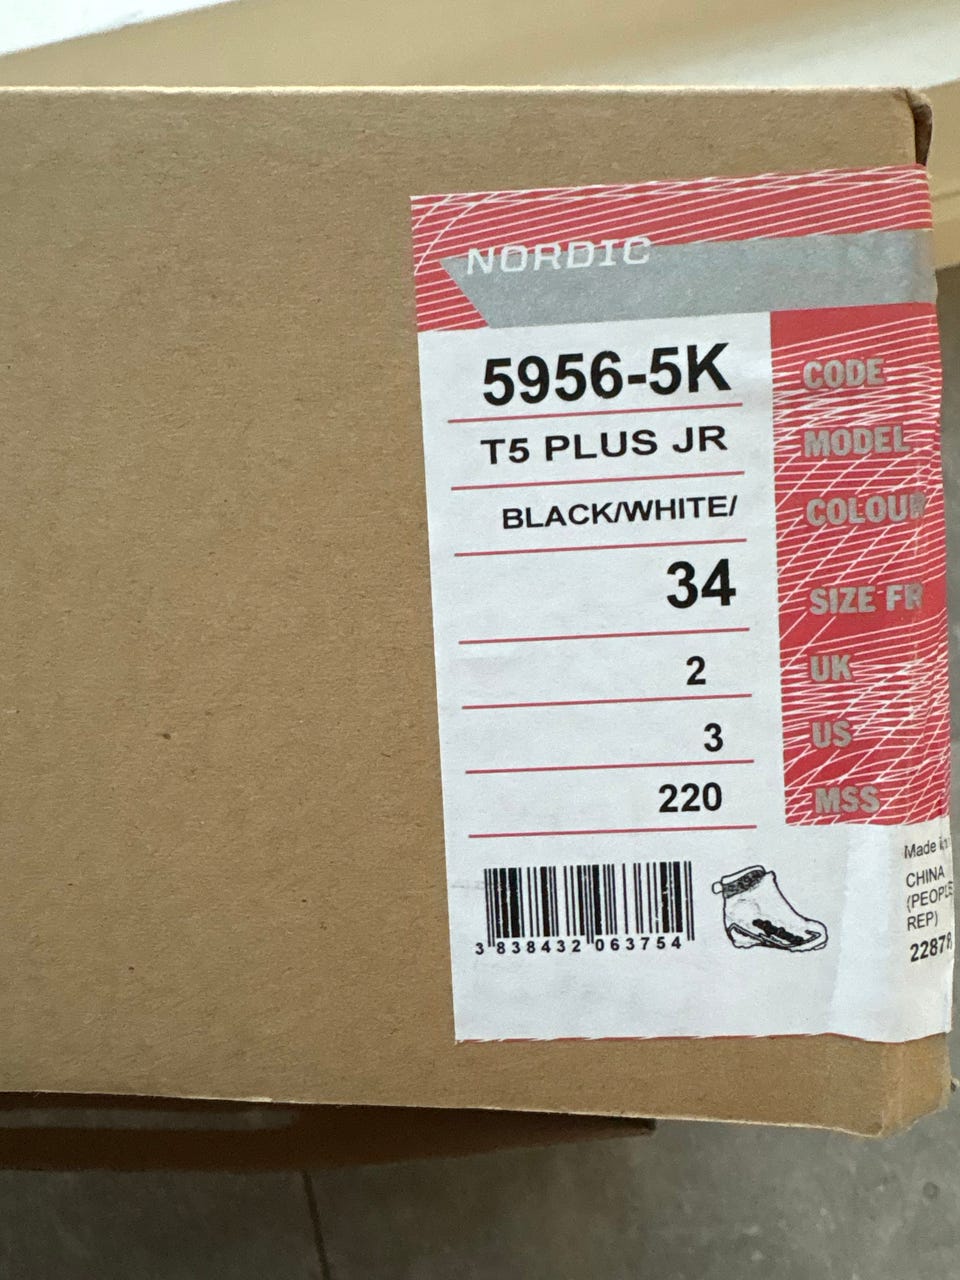 NORDIC
5956-5K CODE
T5 PLUS JR MODEL
BLACK/WHITE/ COLOUR
34 SIZE FR
2 UK
3 US
220 MSS
3 838432 063754
Made in
CHINA
(PEOPLE
REP)